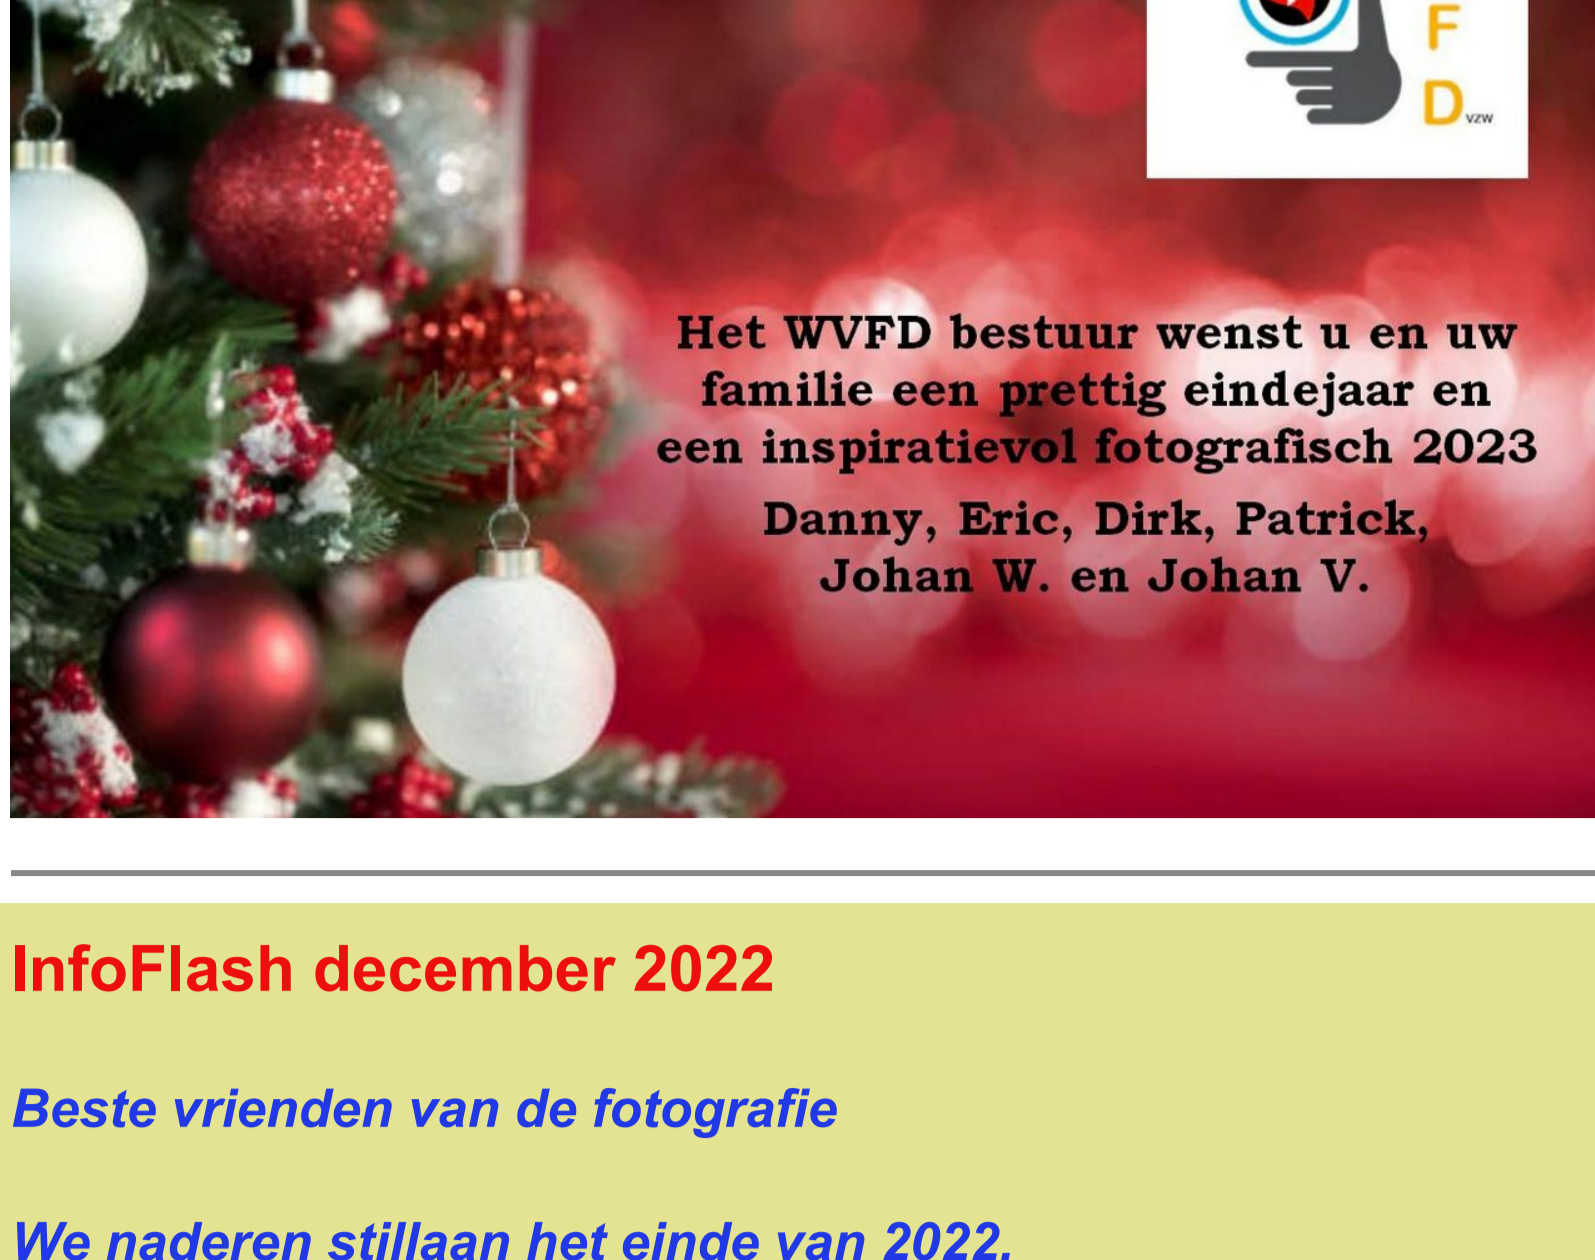 F
D vzw
Het WVFD bestuur wenst u en uw
familie een prettig eindejaar en
een inspiratievol fotografisch 2023
Danny, Eric, Dirk, Patrick,
Johan W. en Johan V.
InfoFlash december 2022
Beste vrienden van de fotografie
We naderen stillaan het einde van 2022.